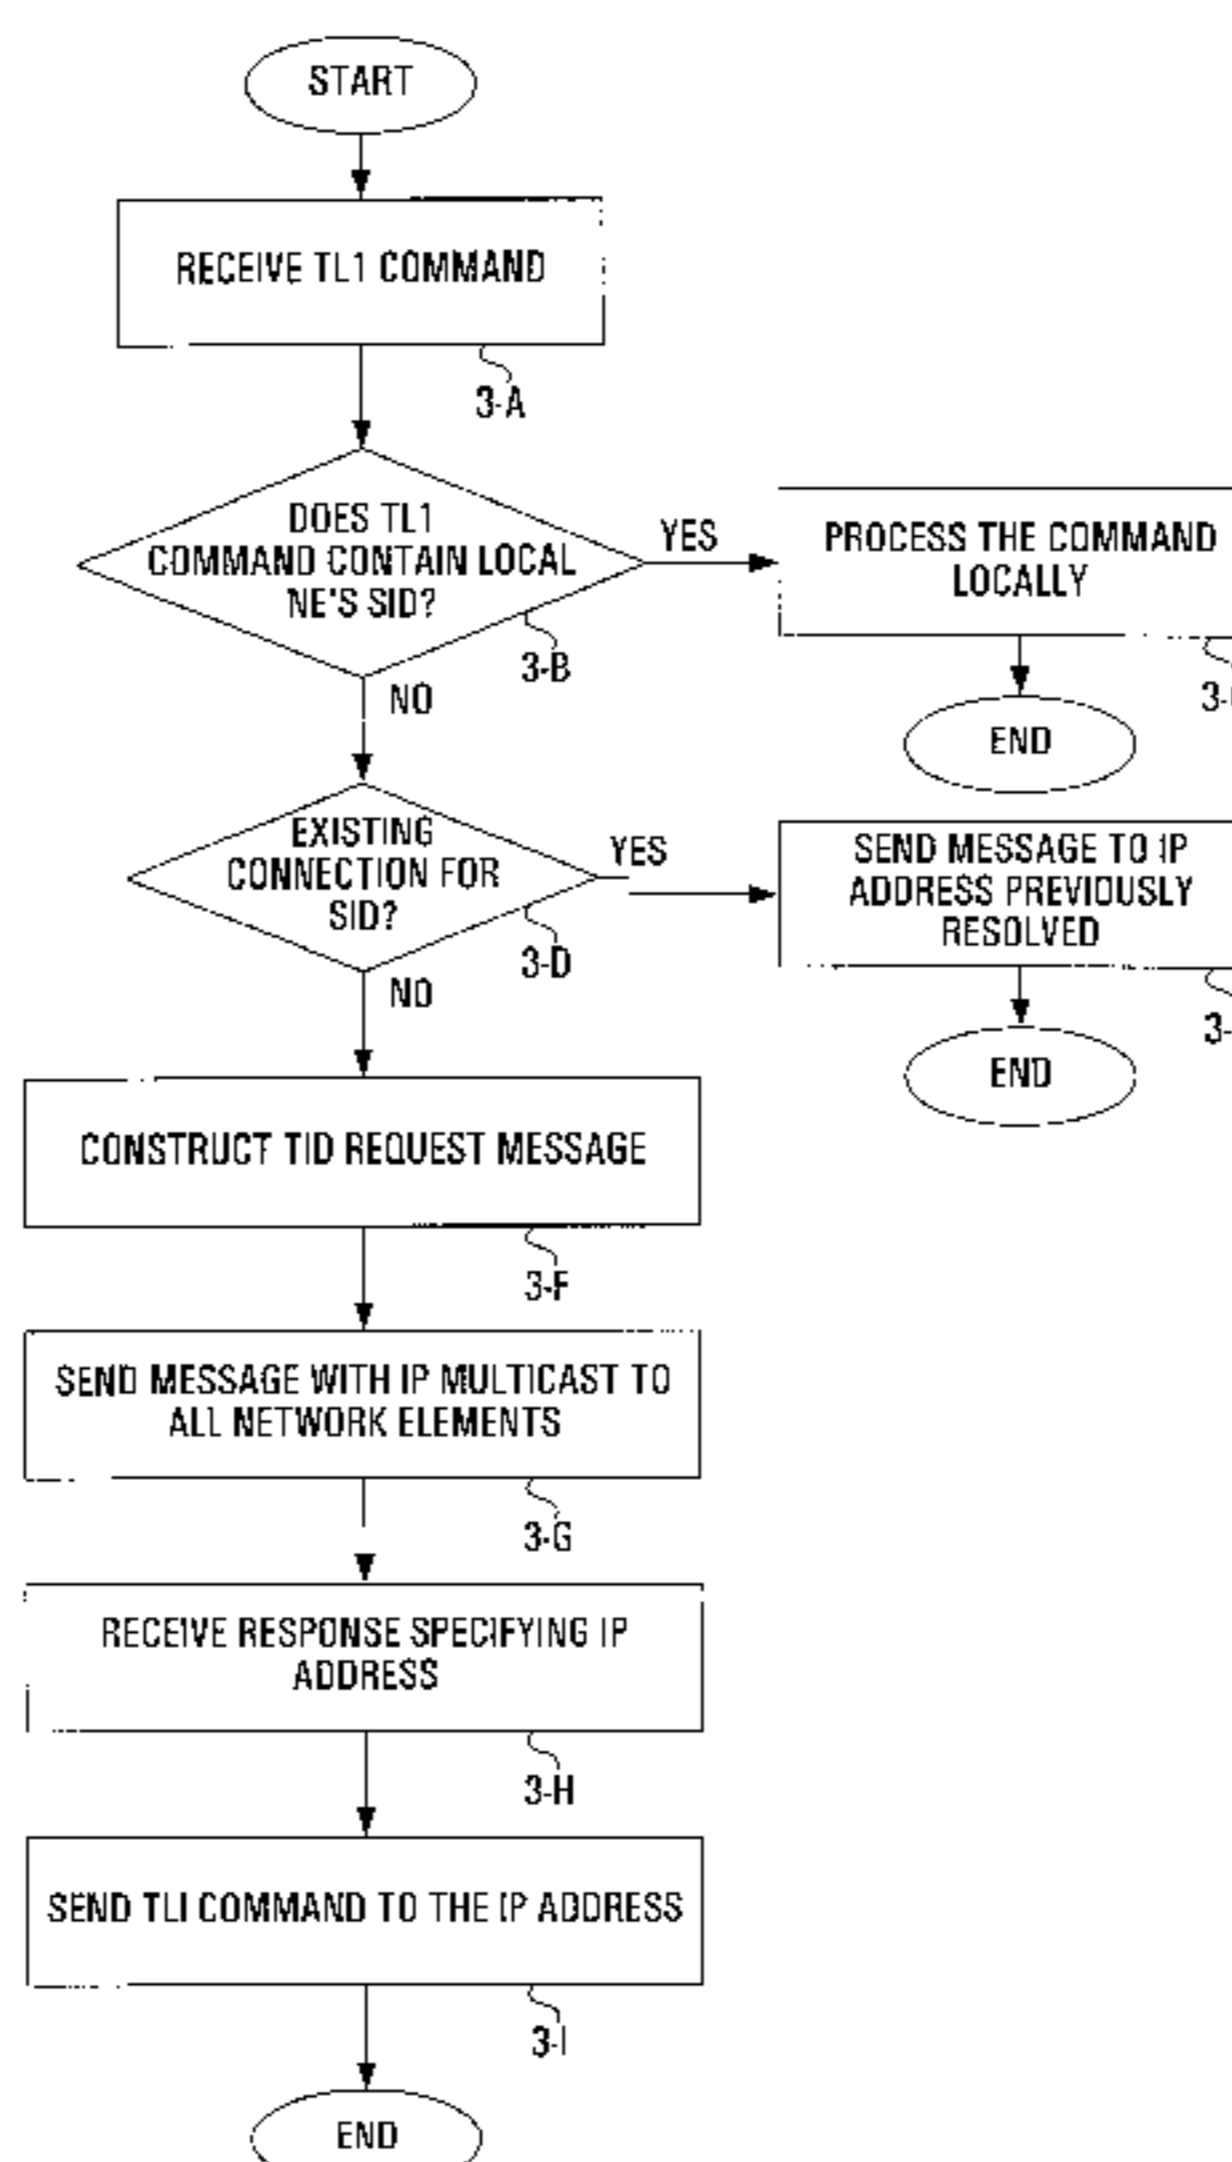 START
RECEIVE TL1 COMMAND
3-A
DOES TL1
COMMAND CONTAIN LOCAL
NE'S SID?
3-B
YES
PROCESS THE COMMAND
LOCALLY
3-
END
NO
EXISTING
CONNECTION FOR
SID?
3-D
YES
SEND MESSAGE TO IP
ADDRESS PREVIOUSLY
RESOLVED
3-
END
NO
CONSTRUCT TID REQUEST MESSAGE
3-F
SEND MESSAGE WITH IP MULTICAST TO
ALL NETWORK ELEMENTS
3-G
RECEIVE RESPONSE SPECIFYING IP
ADDRESS
3-H
SEND TLI COMMAND TO THE IP ADDRESS
3-I
END